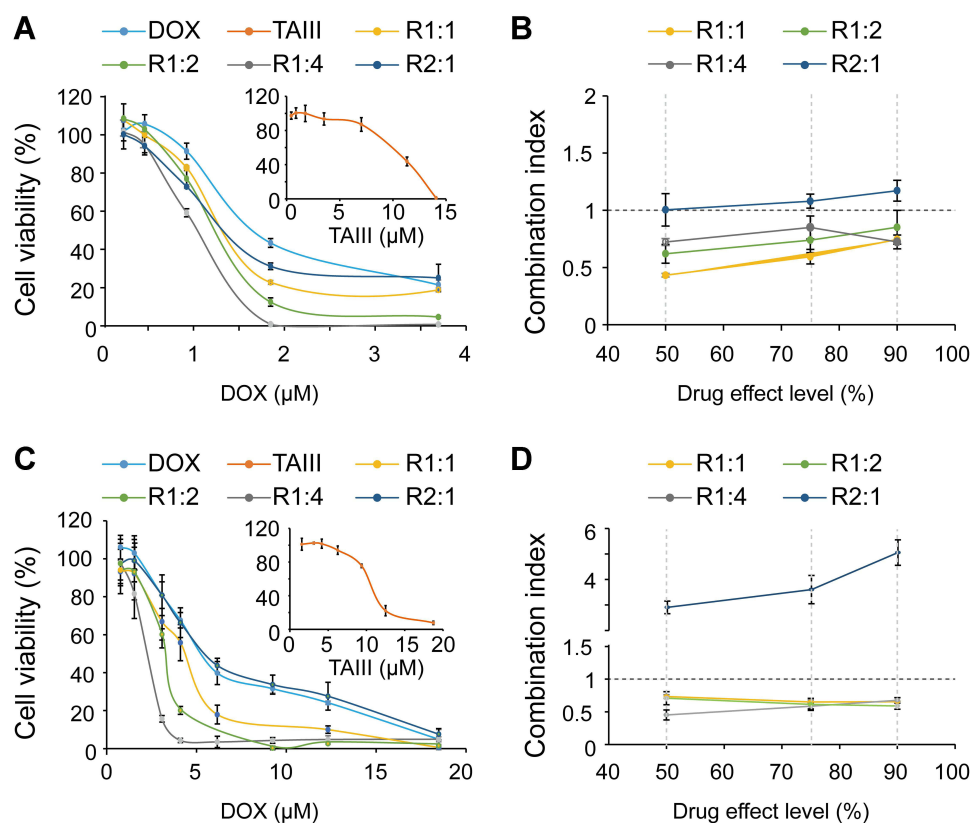 A
DOX TAIII R1:1
R1:2 R1:4 R2:1
Cell viability (%)
120
100
80
60
40
20
0
0 1 2 3 4
DOX (μM)
120
80
40
0
0 5 10 15
TAIII (μM)
B
R1:1 R1:2
R1:4 R2:1
Combination index
2
1.5
1
0.5
0
40 50 60 70 80 90 100
Drug effect level (%)
C
DOX TAIII R1:1
R1:2 R1:4 R2:1
Cell viability (%)
120
100
80
60
40
20
0
0 5 10 15 20
DOX (μM)
120
80
40
0
0 5 10 15 20
TAIII (μM)
D
R1:1 R1:2
R1:4 R2:1
Combination index
6
4
2
1.5
1
0.5
0
40 50 60 70 80 90 100
Drug effect level (%)